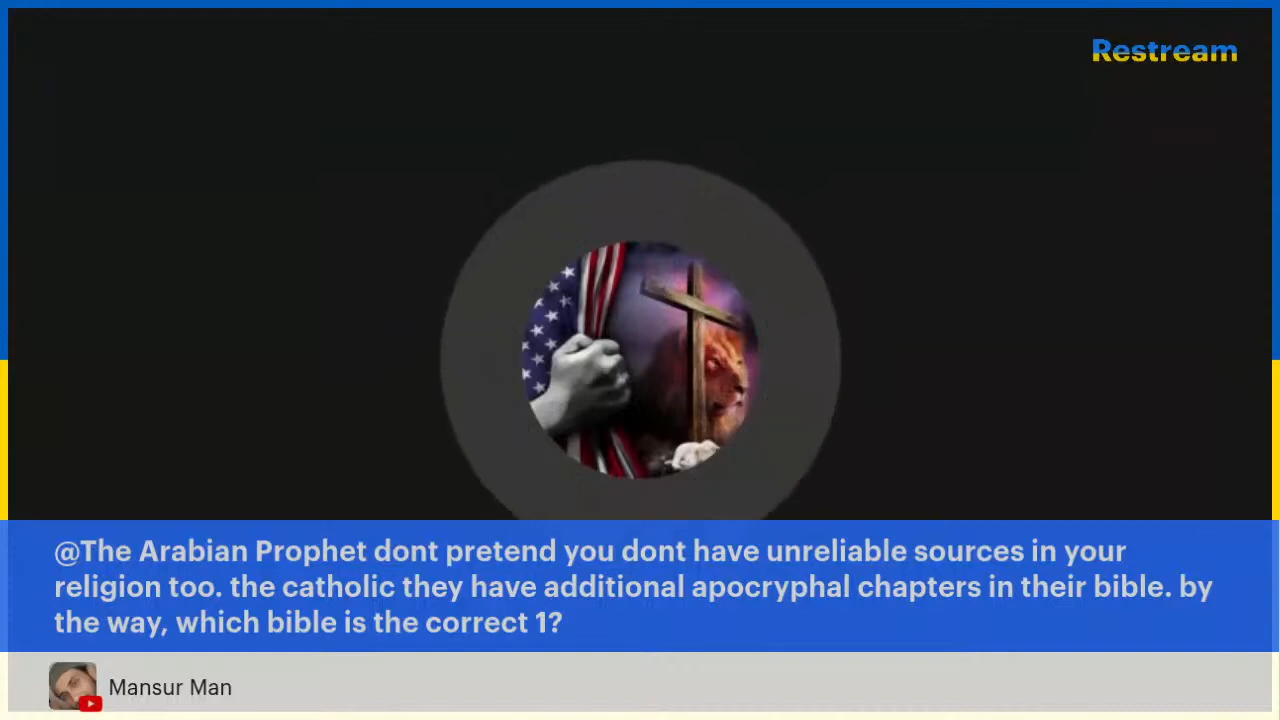 Restream
@The Arabian Prophet dont pretend you dont have unreliable sources in your
religion too. the catholic they have additional apocryphal chapters in their bible. by
the way, which bible is the correct 1?
Mansur Man